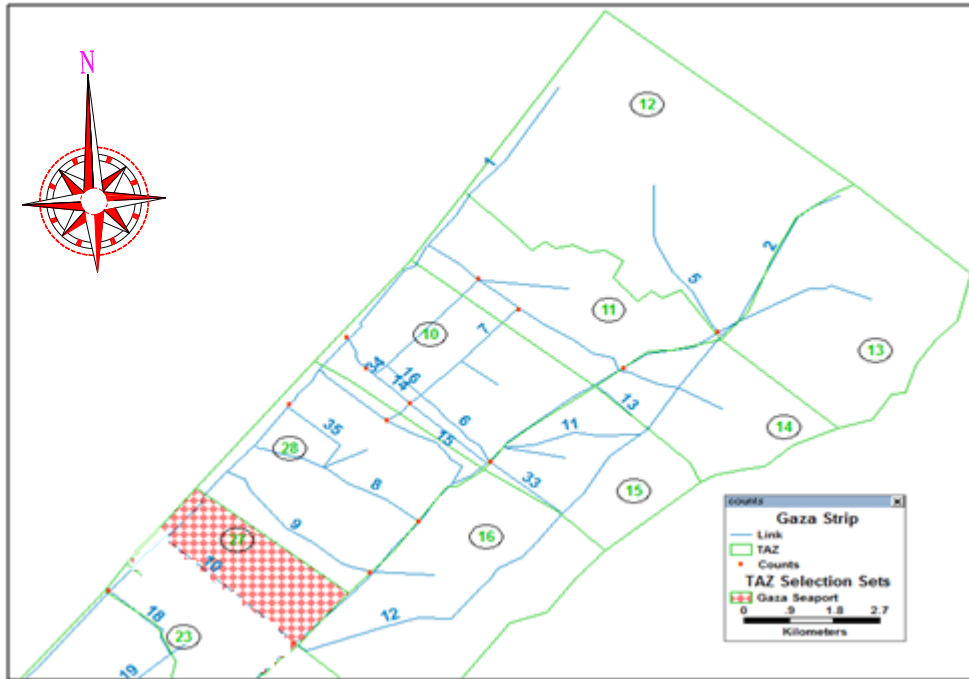 N
12
1
2
5
11
10
7
13
34
16
14
6
13
14
11
15
35
28
33
15
8
16
9
27
10
12
18
23
19
counts
Gaza Strip
Link
TAZ
Counts
TAZ Selection Sets
Gaza Seaport
0 .9 1.8 2.7
Kilometers